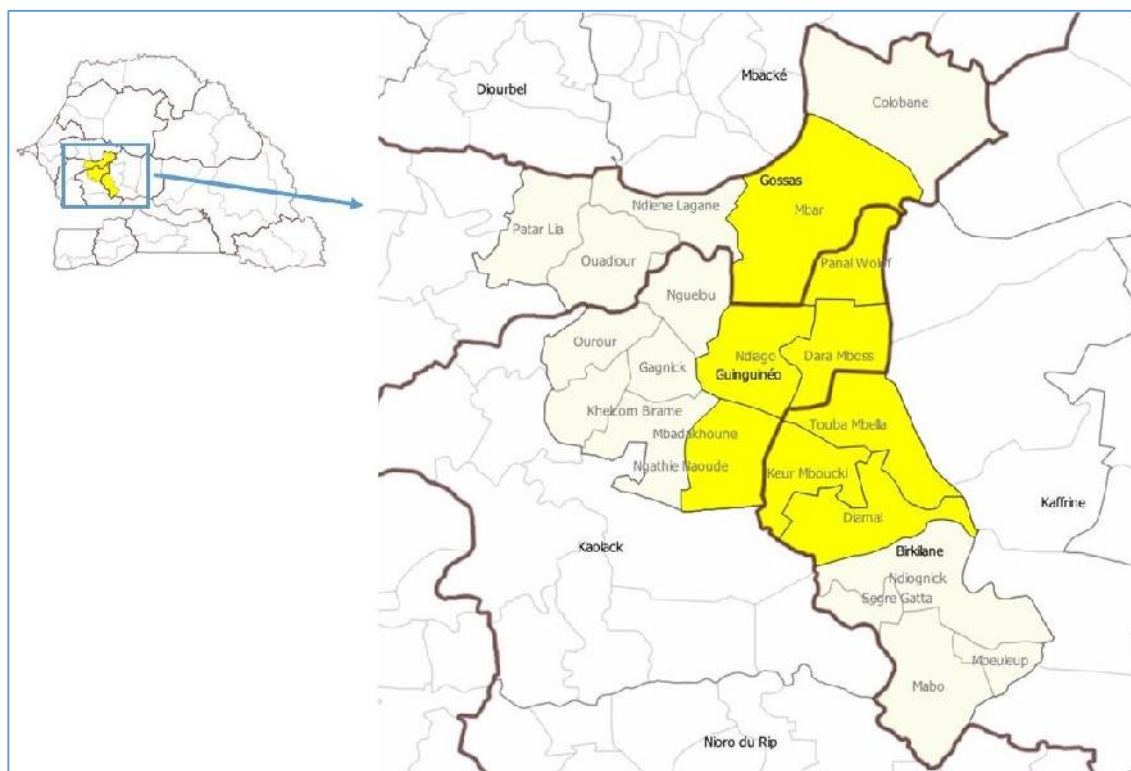 Diourbel
Mbacké
Colobane
Gossas
Mbar
Ndiene Lagane
Patar Lia
Ouadiour
Panal Wolof
Nguebu
Ourour
Gagnick
Ndiago
Guinguinéo
Dara Mboss
Khelcom Birame
Mbadakhoune
Touba Mbella
Ngathie Naoude
Keur Mboucki
Diamal
Kaffrine
Kaolack
Birkilane
Ndiognick
Segre Gatta
Mbeuleup
Mabo
Nioro du Rip